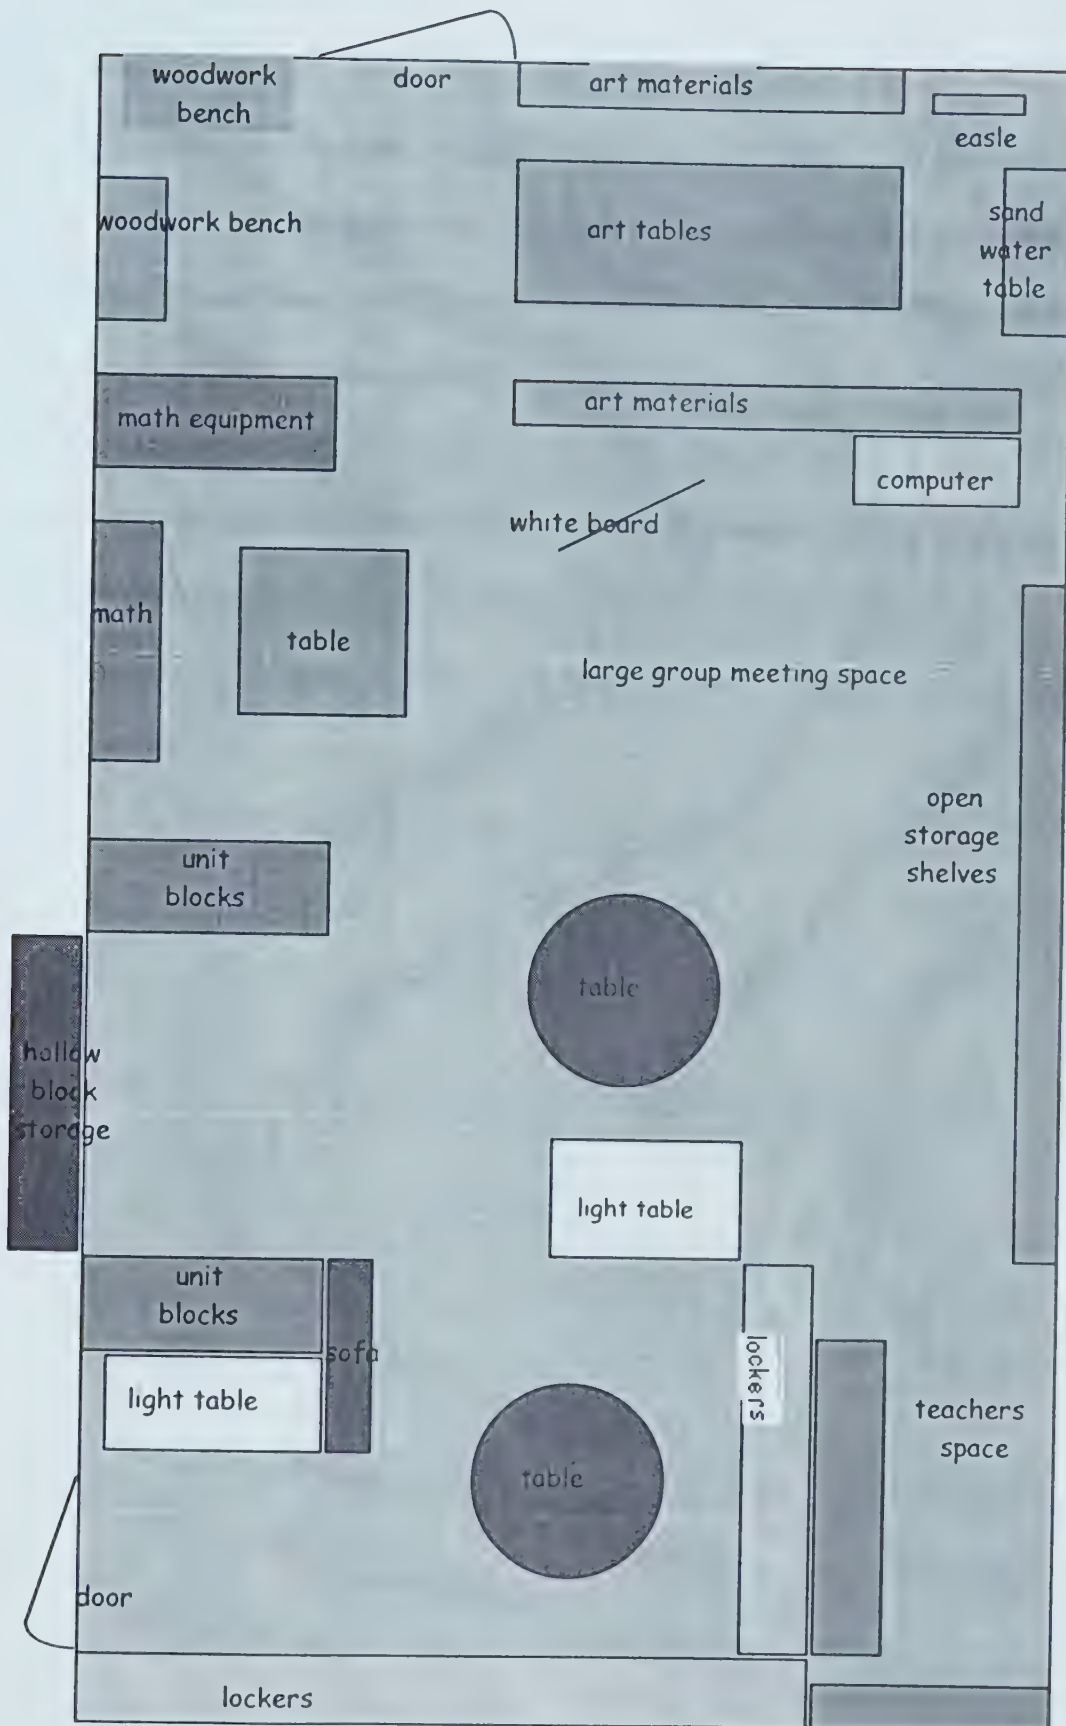 woodwork
bench
door
art materials
easle
woodwork bench
art tables
sand
water
table
math equipment
art materials
computer
white board
math
table
large group meeting space
open
storage
shelves
unit
blocks
table
hollow
block
storage
light table
unit
blocks
sofa
lockers
light table
teachers
space
table
door
lockers